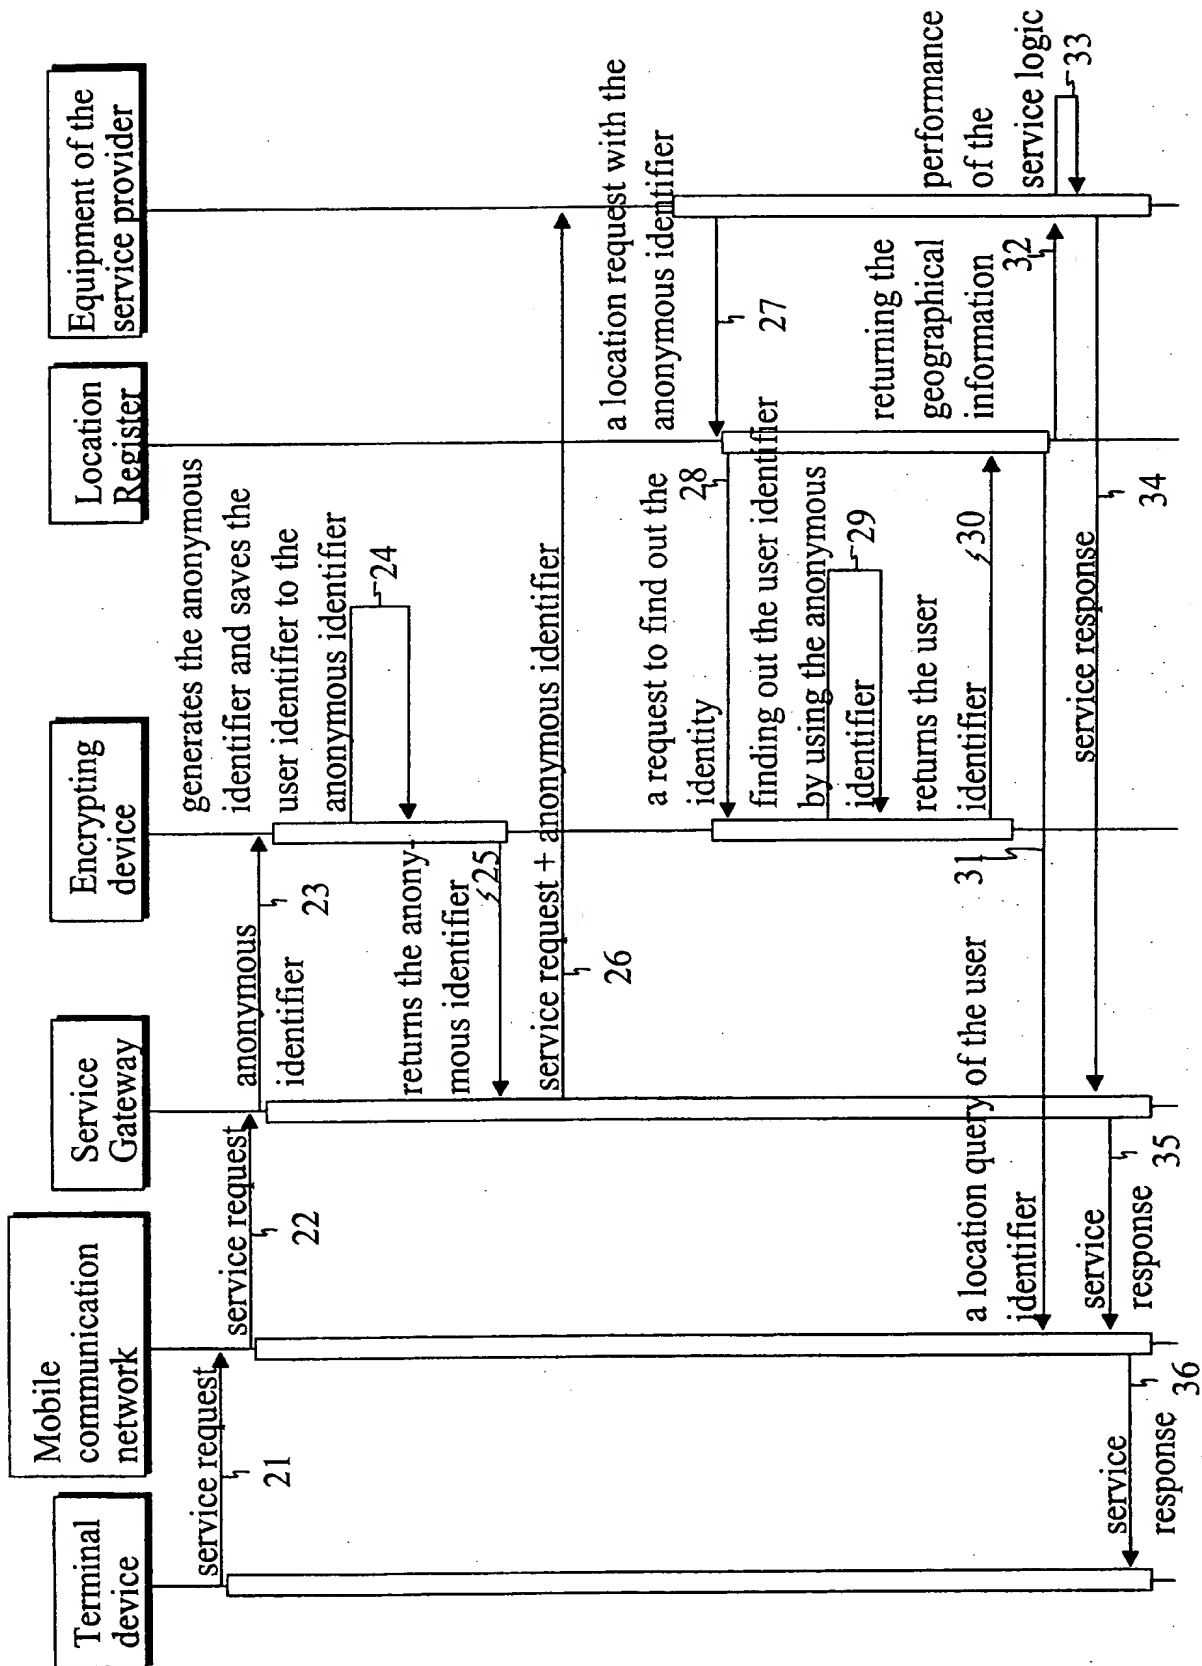 Terminal
device
Mobile
communication
network
Service
Gateway
Encrypting
device
Location
Register
Equipment of the
service provider
service request
21
service request
22
anonymous
identifier
23
generates the anonymous
identifier and saves the
user identifier to the
anonymous identifier
24
returns the anony-
mous identifier
25
service request + anonymous identifier
26
a location request with the
anonymous identifier
27
a request to find out the
identity
28
finding out the user identifier
by using the anonymous
identifier
29
returns the user
identifier
30
a location query of the user
identifier
31
returning the
geographical
information
32
performance
of the
service logic
33
service response
34
service
response
35
service
response
36